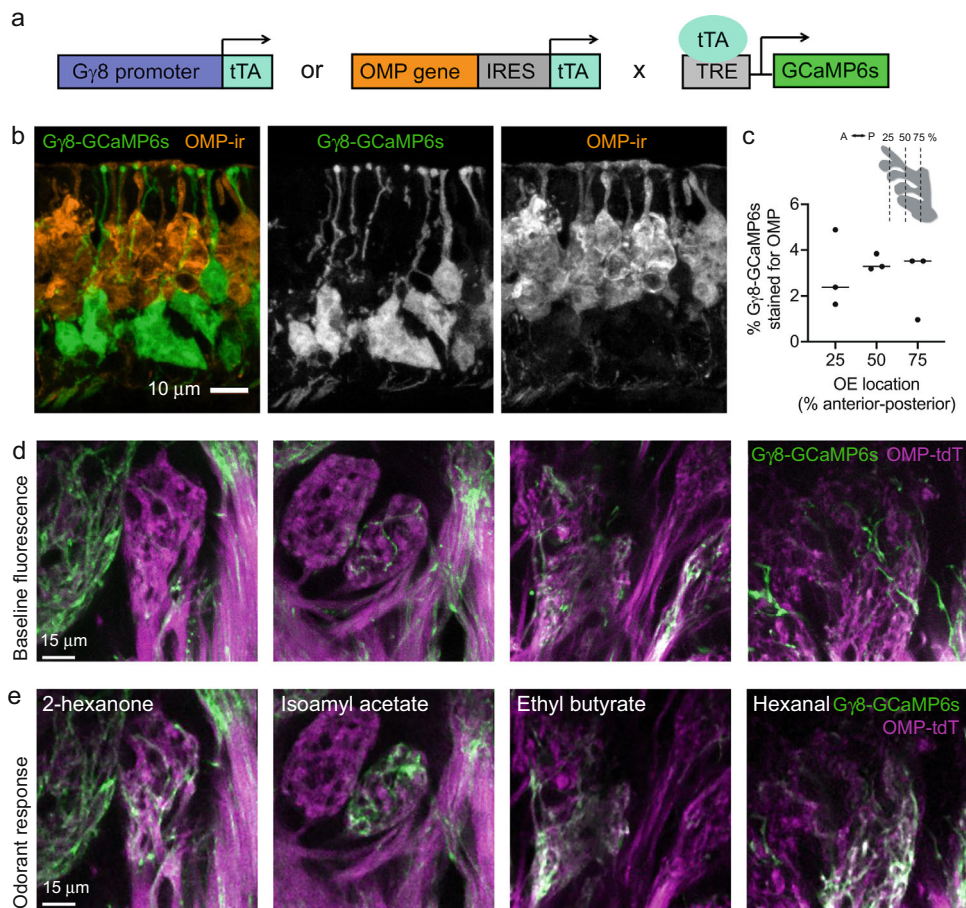 a
Gγ8 promoter tTA or OMP gene IRES tTA x tTA TRE GCaMP6s
b
Gγ8-GCaMP6s OMP-ir
Gγ8-GCaMP6s
OMP-ir
10 μm
c
A P 25 50 75 %
% Gγ8-GCaMP6s
stained for OMP
6
4
2
0
25 50 75
OE location
(% anterior-posterior)
d
Baseline fluorescence
15 μm
Gγ8-GCaMP6s OMP-tdT
e
Odorant response
2-hexanone
15 μm
Isoamyl acetate
Ethyl butyrate
Hexanal Gγ8-GCaMP6s
OMP-tdT